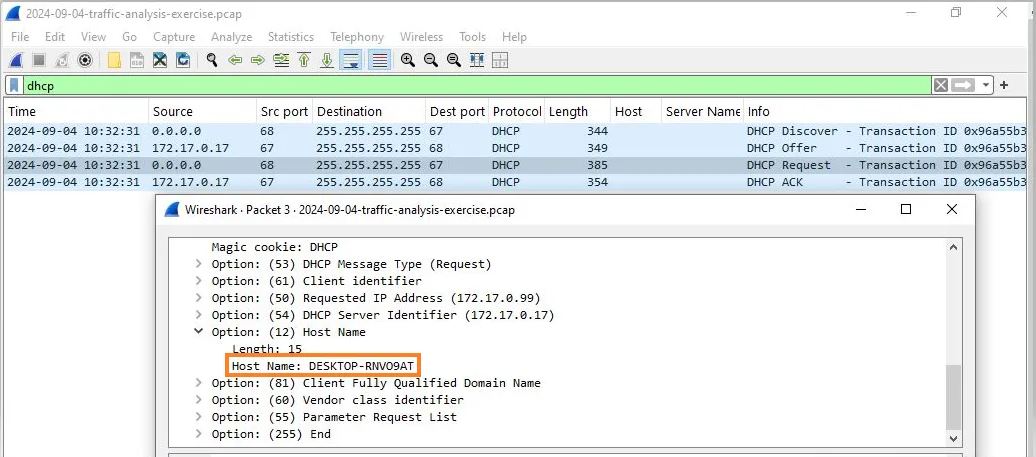 2024-09-04-traffic-analysis-exercise.pcap
File Edit View Go Capture Analyze Statistics Telephony Wireless Tools Help
dhcp
Time Source Src port Destination Dest port Protocol Length Host Server Name Info
2024-09-04 10:32:31 0.0.0.0 68 255.255.255.255 67 DHCP 344 DHCP Discover - Transaction ID 0x96a55b3
2024-09-04 10:32:31 172.17.0.17 67 255.255.255.255 68 DHCP 349 DHCP Offer - Transaction ID 0x96a55b3
2024-09-04 10:32:31 0.0.0.0 68 255.255.255.255 67 DHCP 385 DHCP Request - Transaction ID 0x96a55b3
2024-09-04 10:32:31 172.17.0.17 67 255.255.255.255 68 DHCP 354 DHCP ACK - Transaction ID 0x96a55b3
Wireshark · Packet 3 · 2024-09-04-traffic-analysis-exercise.pcap
Magic cookie: DHCP
Option: (53) DHCP Message Type (Request)
Option: (61) Client identifier
Option: (50) Requested IP Address (172.17.0.99)
Option: (54) DHCP Server Identifier (172.17.0.17)
Option: (12) Host Name
Length: 15
Host Name: DESKTOP-RNVO9AT
Option: (81) Client Fully Qualified Domain Name
Option: (60) Vendor class identifier
Option: (55) Parameter Request List
Option: (255) End